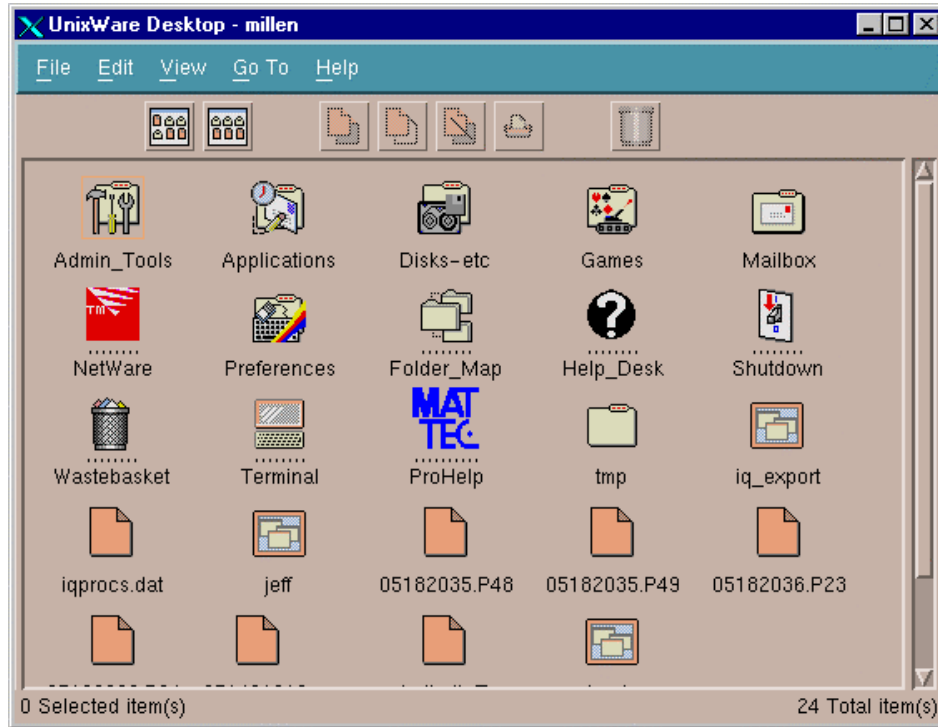 UnixWare Desktop - millen
File Edit View Go To Help
Admin_Tools Applications Disks-etc Games Mailbox
TM
NetWare Preferences Folder_Map Help_Desk Shutdown
MAT
TEC
Wastebasket Terminal ProHelp tmp iq_export
iqprocs.dat jeff 05182035.P48 05182035.P49 05182036.P23
0 Selected item(s) 24 Total item(s)